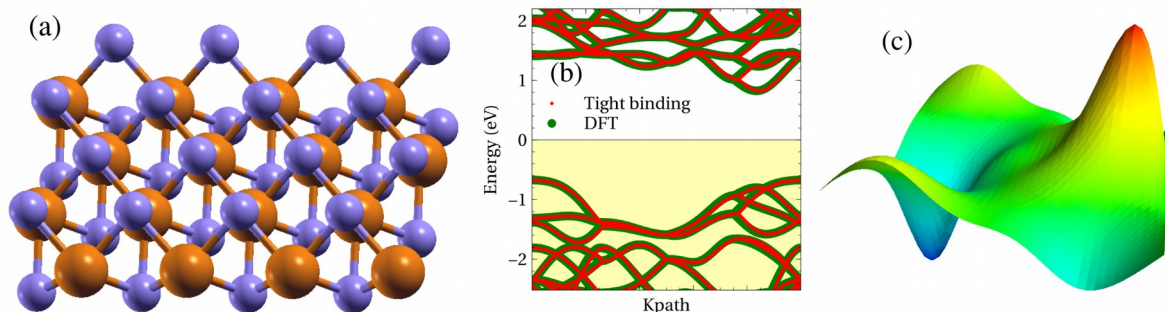 (a)
2
1
0
−1
−2
Energy (eV)
(b)
Tight binding
DFT
Kpath
(c)